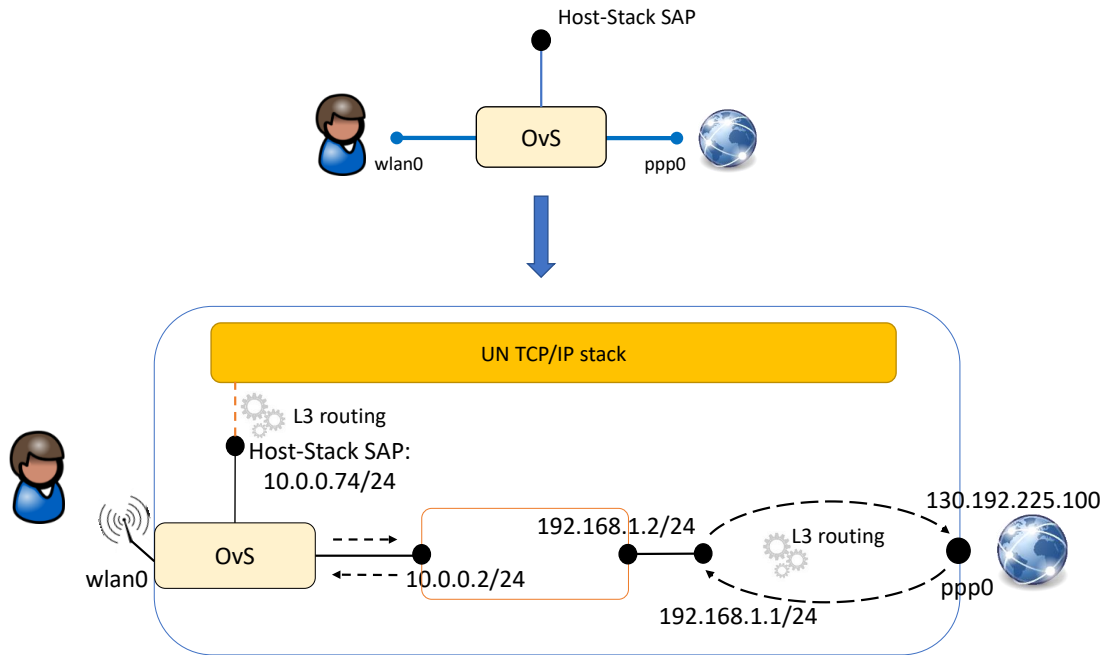 Host-Stack SAP
OvS
wlan0
ppp0
UN TCP/IP stack
L3 routing
Host-Stack SAP:
10.0.0.74/24
130.192.225.100
192.168.1.2/24
L3 routing
OvS
wlan0
10.0.0.2/24
ppp0
192.168.1.1/24